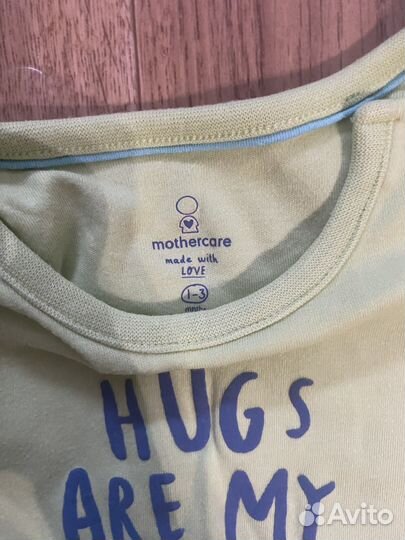 mothercare
made with
LOVE
1-3
HUGS
ARE MY
Avito